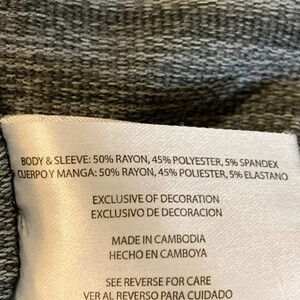 BODY & SLEEVE: 50% RAYON, 45% POLYESTER, 5% SPANDEX
CUERPO Y MANGA: 50% RAYON, 45% POLIESTER, 5% ELASTANO
EXCLUSIVE OF DECORATION
EXCLUSIVO DE DECORACIÓN
MADE IN CAMBODIA
HECHO EN CAMBOYA
SEE REVERSE FOR CARE
VER AL REVERSO PARA CUIDADO